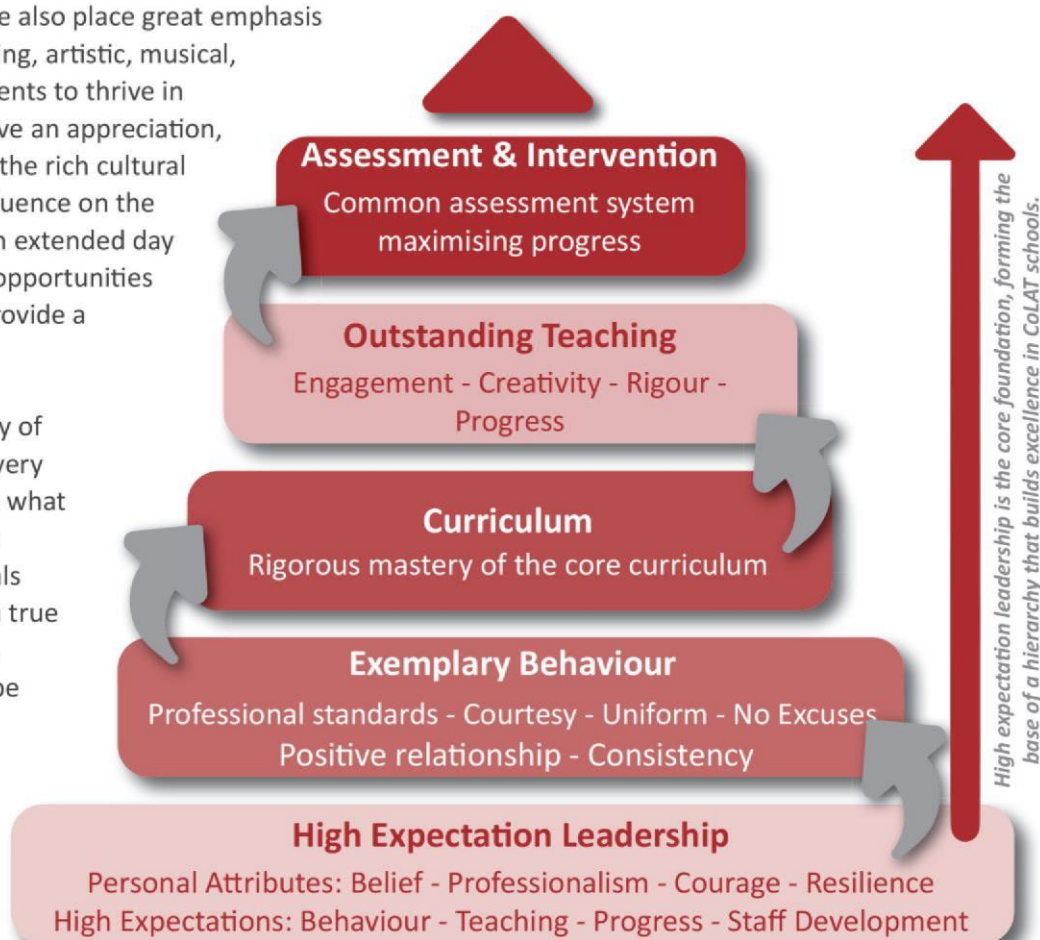 e also place great emphasis
ing, artistic, musical,
ents to thrive in
ve an appreciation,
the rich cultural
uence on the
n extended day
opportunities
rovide a
y of
very
what
als
true
be
Assessment & Intervention
Common assessment system
maximising progress
Outstanding Teaching
Engagement - Creativity - Rigour -
Progress
Curriculum
Rigorous mastery of the core curriculum
Exemplary Behaviour
Professional standards - Courtesy - Uniform - No Excuses
Positive relationship - Consistency
High Expectation Leadership
Personal Attributes: Belief - Professionalism - Courage - Resilience
High Expectations: Behaviour - Teaching - Progress - Staff Development
High expectation leadership is the core foundation, forming the
base of a hierarchy that builds excellence in CoLAT schools.